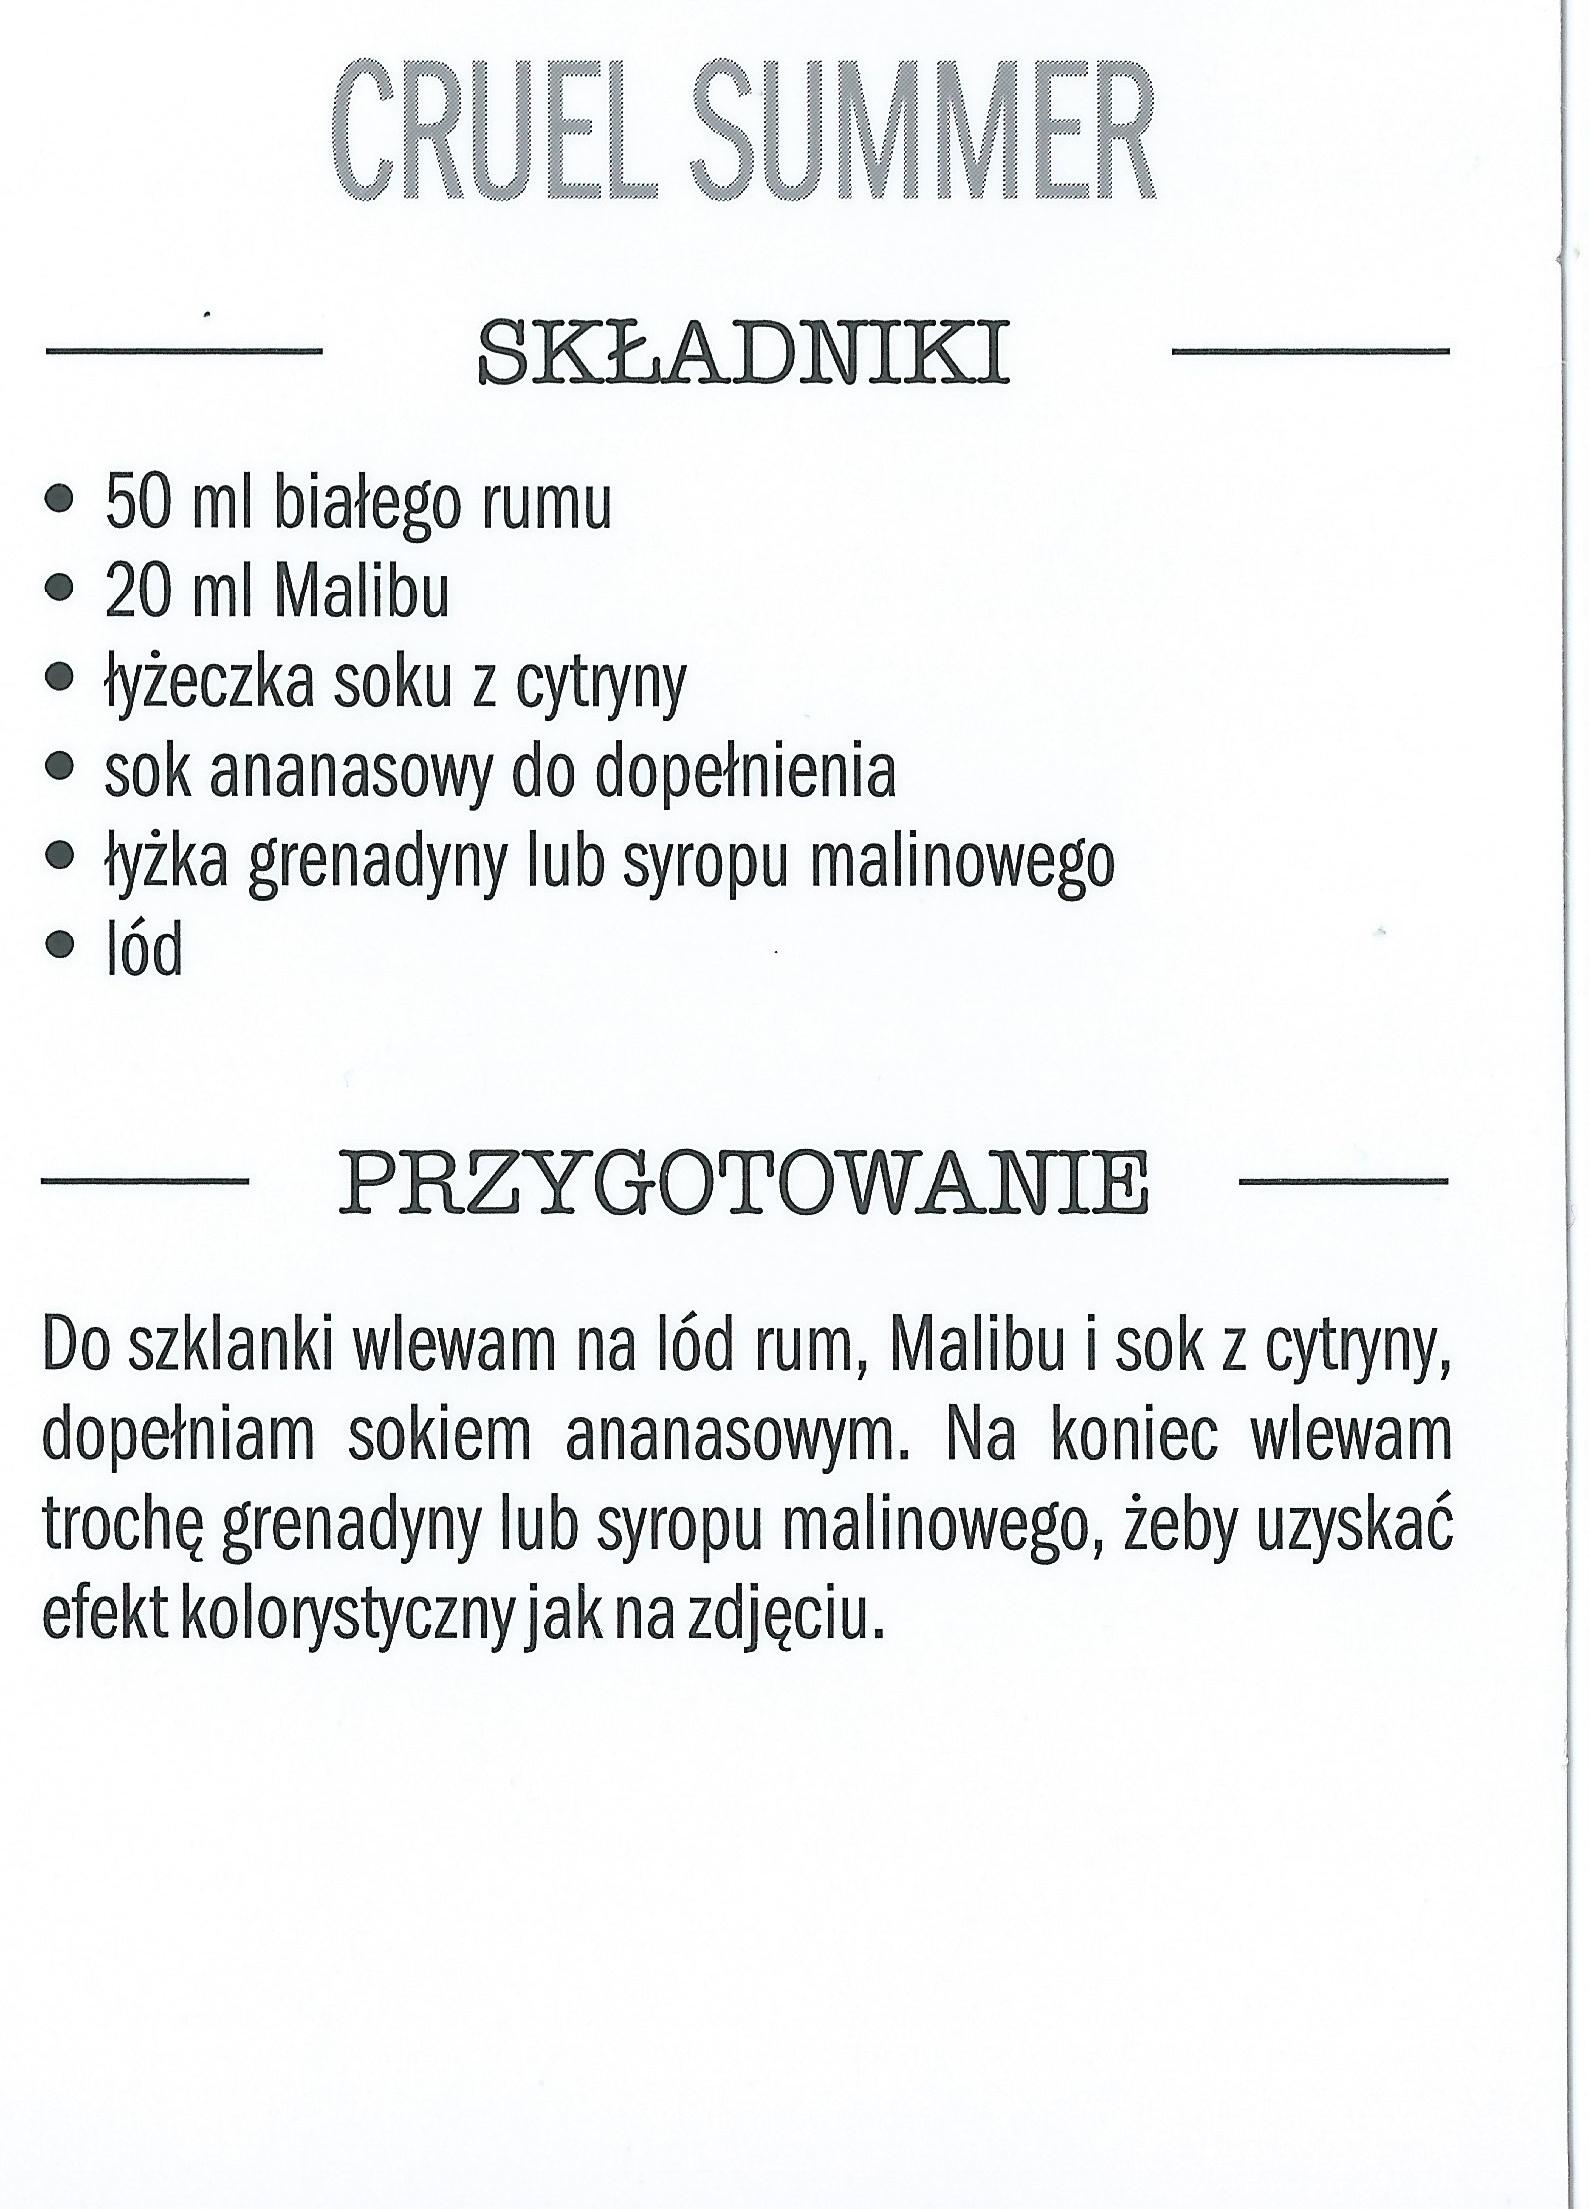 CRUEL SUMMER
SKŁADNIKI
• 50 ml białego rumu
• 20 ml Malibu
• łyżeczka soku z cytryny
• sok ananasowy do dopełnienia
• łyżka grenadyny lub syropu malinowego
• lód
PRZYGOTOWANIE
Do szklanki wlewam na lód rum, Malibu i sok z cytryny,
dopełniam sokiem ananasowym. Na koniec wlewam
trochę grenadyny lub syropu malinowego, żeby uzyskać
efekt kolorystyczny jak na zdjęciu.